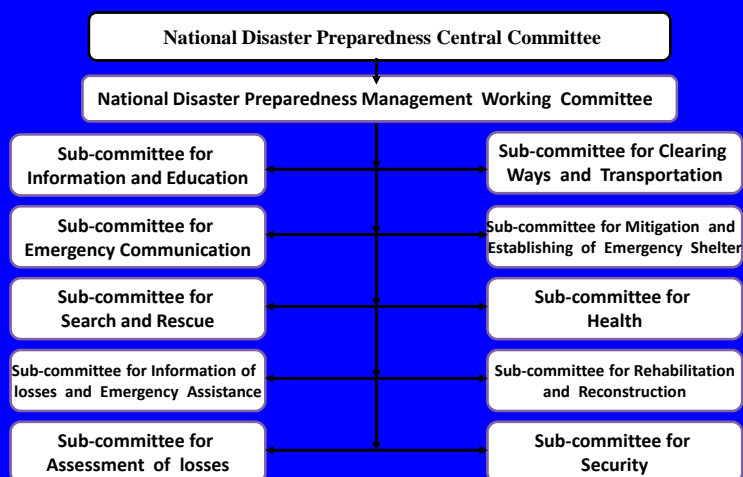 National Disaster Preparedness Central Committee
National Disaster Preparedness Management Working Committee
Sub-committee for
Information and Education
Sub-committee for Clearing
Ways and Transportation
Sub-committee for
Emergency Communication
Sub-committee for Mitigation and
Establishing of Emergency Shelter
Sub-committee for
Search and Rescue
Sub-committee for
Health
Sub-committee for Information of
losses and Emergency Assistance
Sub-committee for Rehabilitation
and Reconstruction
Sub-committee for
Assessment of losses
Sub-committee for
Security